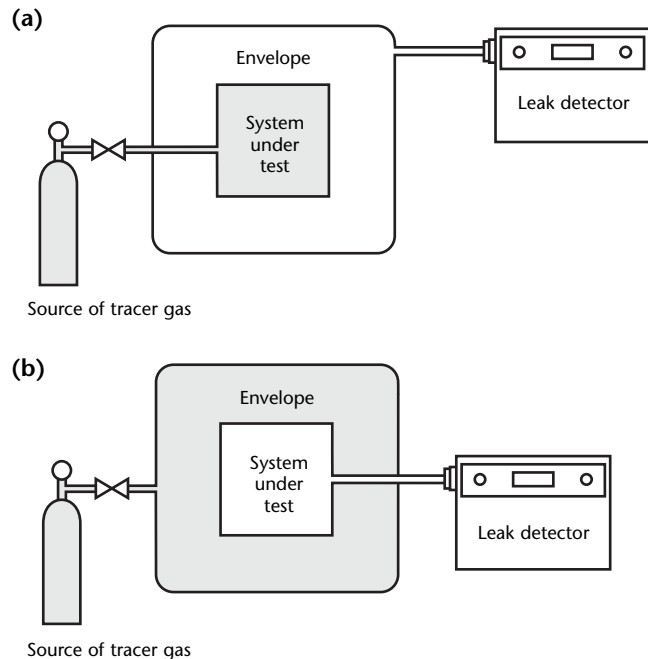 (a)
Envelope
System
under
test
Leak detector
Source of tracer gas
(b)
Envelope
System
under
test
Leak detector
Source of tracer gas